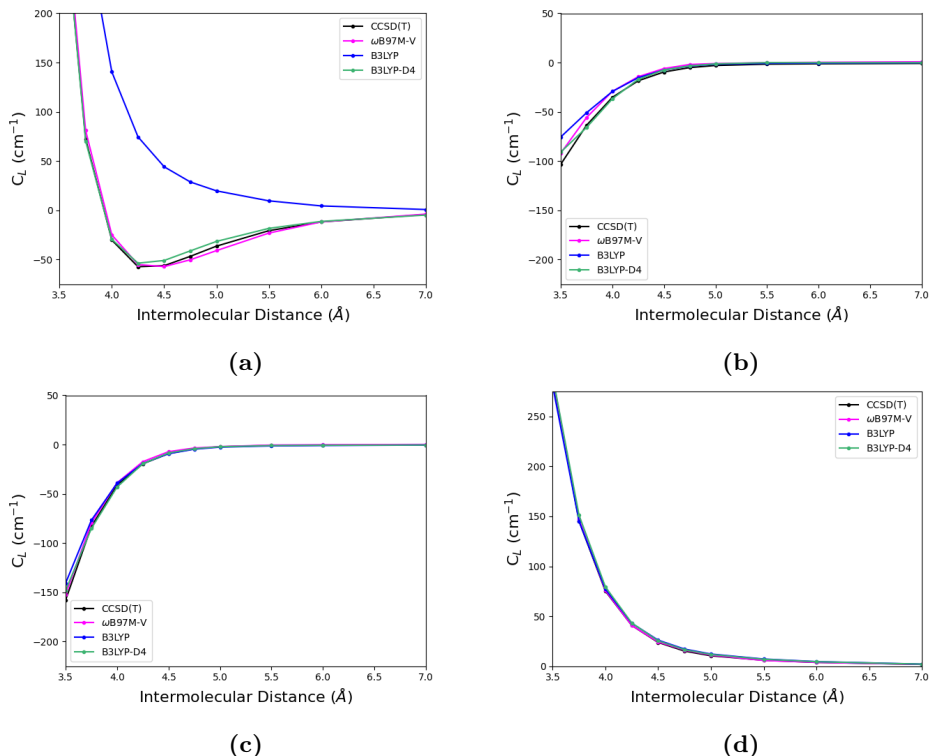 200
150
100
50
0
−50
C_L (cm⁻¹)
3.5 4.0 4.5 5.0 5.5 6.0 6.5 7.0
Intermolecular Distance (Å)
CCSD(T)
ωB97M-V
B3LYP
B3LYP-D4
(a)
50
0
−50
−100
−150
−200
C_L (cm⁻¹)
3.5 4.0 4.5 5.0 5.5 6.0 6.5 7.0
Intermolecular Distance (Å)
CCSD(T)
ωB97M-V
B3LYP
B3LYP-D4
(b)
50
0
−50
−100
−150
−200
C_L (cm⁻¹)
3.5 4.0 4.5 5.0 5.5 6.0 6.5 7.0
Intermolecular Distance (Å)
CCSD(T)
ωB97M-V
B3LYP
B3LYP-D4
(c)
250
200
150
100
50
0
C_L (cm⁻¹)
3.5 4.0 4.5 5.0 5.5 6.0 6.5 7.0
Intermolecular Distance (Å)
CCSD(T)
ωB97M-V
B3LYP
B3LYP-D4
(d)